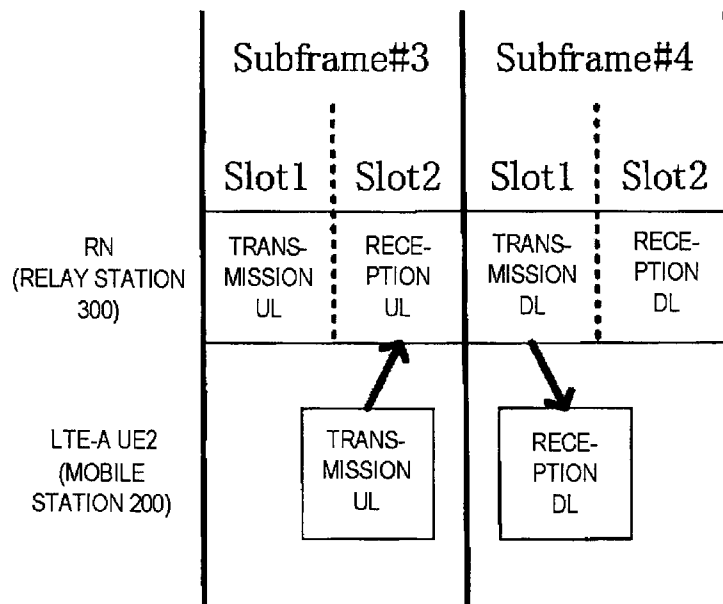 Subframe#3 Subframe#4
Slot1 Slot2 Slot1 Slot2
RN
(RELAY STATION
300)
TRANS-
MISSION
UL
RECE-
PTION
UL
TRANS-
MISSION
DL
RECE-
PTION
DL
LTE-A UE2
(MOBILE
STATION 200)
TRANS-
MISSION
UL
RECE-
PTION
DL